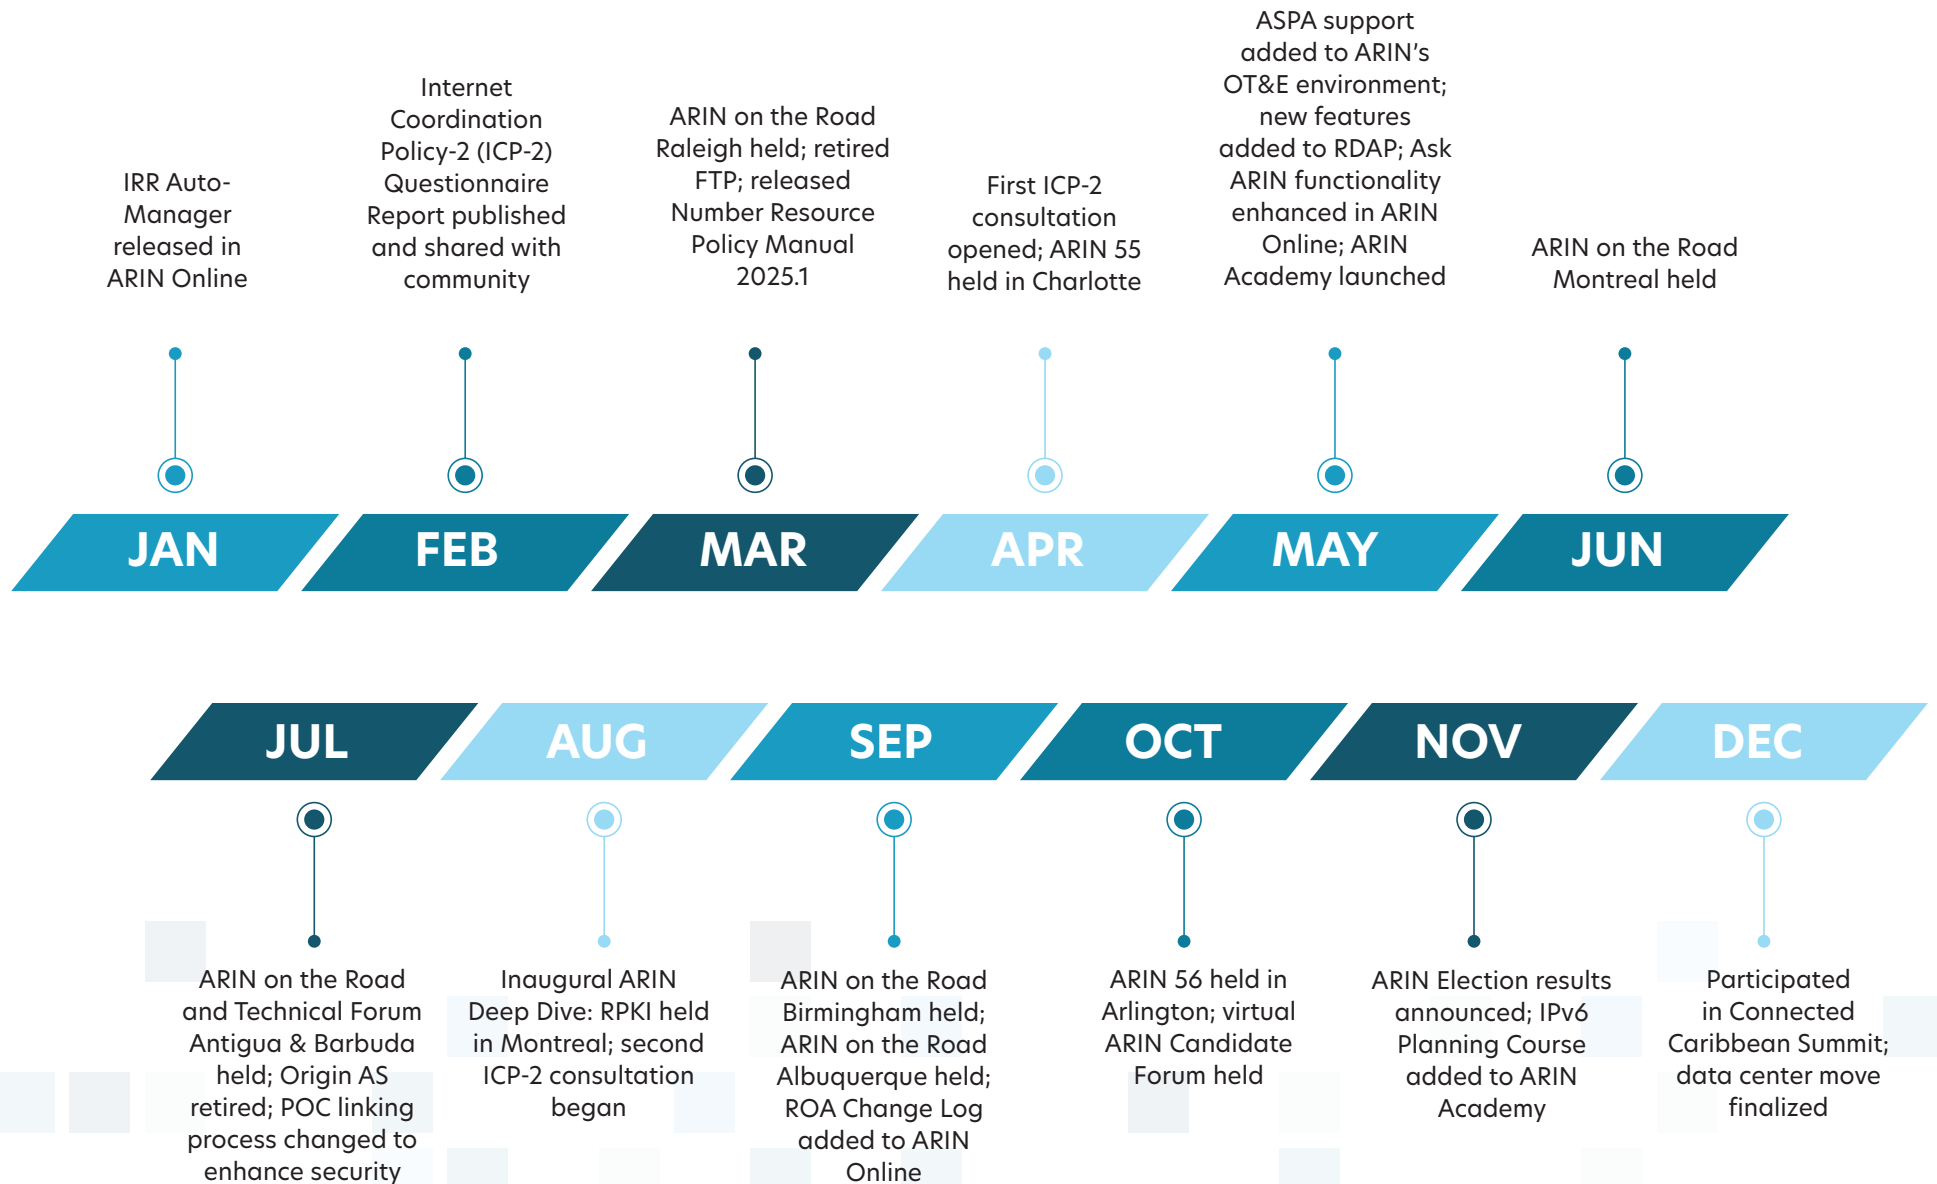 IRR Auto-
Manager
released in
ARIN Online
Internet
Coordination
Policy-2 (ICP-2)
Questionnaire
Report published
and shared with
community
ARIN on the Road
Raleigh held; retired
FTP; released
Number Resource
Policy Manual
2025.1
First ICP-2
consultation
opened; ARIN 55
held in Charlotte
ASPA support
added to ARIN’s
OT&E environment;
new features
added to RDAP; Ask
ARIN functionality
enhanced in ARIN
Online; ARIN
Academy launched
ARIN on the Road
Montreal held
JAN
FEB
MAR
APR
MAY
JUN
JUL
AUG
SEP
OCT
NOV
DEC
ARIN on the Road
and Technical Forum
Antigua & Barbuda
held; Origin AS
retired; POC linking
process changed to
enhance security
Inaugural ARIN
Deep Dive: RPKI held
in Montreal; second
ICP-2 consultation
began
ARIN on the Road
Birmingham held;
ARIN on the Road
Albuquerque held;
ROA Change Log
added to ARIN
Online
ARIN 56 held in
Arlington; virtual
ARIN Candidate
Forum held
ARIN Election results
announced; IPv6
Planning Course
added to ARIN
Academy
Participated
in Connected
Caribbean Summit;
data center move
finalized